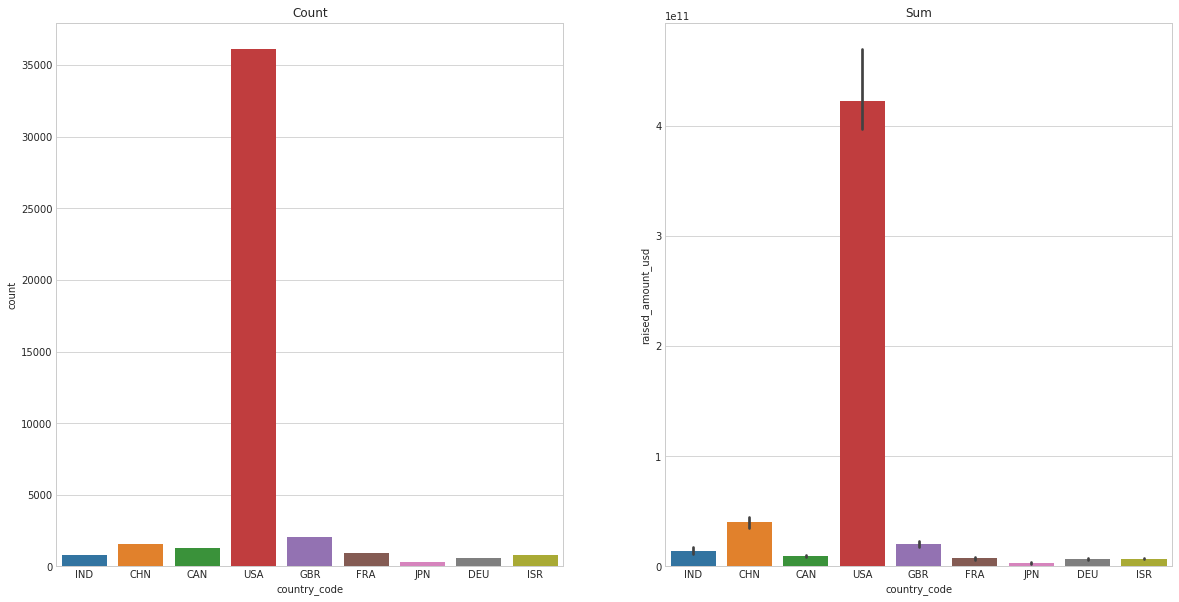 Count
35000
30000
25000
20000
15000
10000
5000
0
count
IND CHN CAN USA GBR FRA JPN DEU ISR
country_code
Sum
1e11
4
3
2
1
0
raised_amount_usd
IND CHN CAN USA GBR FRA JPN DEU ISR
country_code